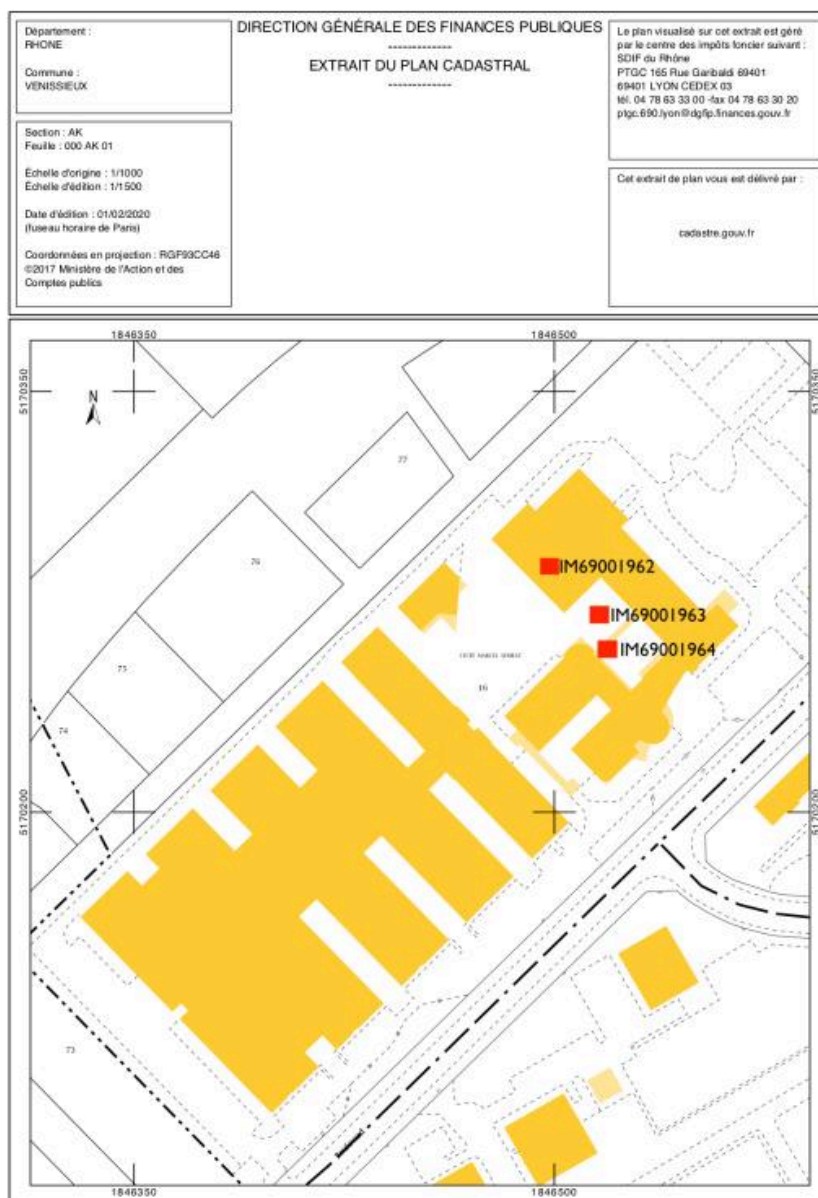 Département :
RHONE
Commune :
VENISSIEUX
Section : AK
Feuille : 000 AK 01
Échelle d'origine : 1/1000
Échelle d'édition : 1/1500
Date d'édition : 01/02/2020
(fuseau horaire de Paris)
Coordonnées en projection : RGF93CC46
©2017 Ministère de l'Action et des
Comptes publics
DIRECTION GÉNÉRALE DES FINANCES PUBLIQUES
-------------
EXTRAIT DU PLAN CADASTRAL
-------------
Le plan visualisé sur cet extrait est géré
par le centre des impôts foncier suivant :
SDIF du Rhône
PTGC 165 Rue Garibaldi 69401
69401 LYON CEDEX 03
tél. 04 78 63 33 00 -fax 04 78 63 30 20
ptgc.690.lyon@dgfip.finances.gouv.fr
Cet extrait de plan vous est délivré par :
cadastre.gouv.fr
1846350
1846500
5170350
5170350
N
77
76
IM69001962
IM69001963
IM69001964
MARCEL SEMBAT
16
75
74
5170200
5170200
73
1846350
1846500